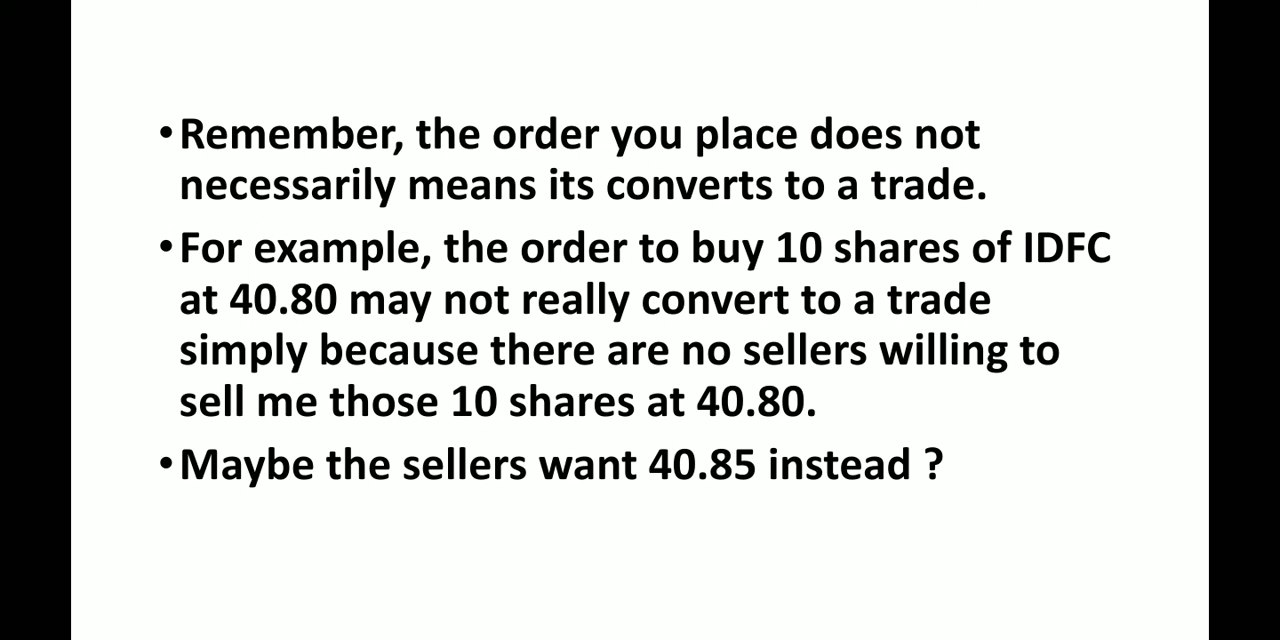 •Remember, the order you place does not
necessarily means its converts to a trade.
•For example, the order to buy 10 shares of IDFC
at 40.80 may not really convert to a trade
simply because there are no sellers willing to
sell me those 10 shares at 40.80.
•Maybe the sellers want 40.85 instead ?